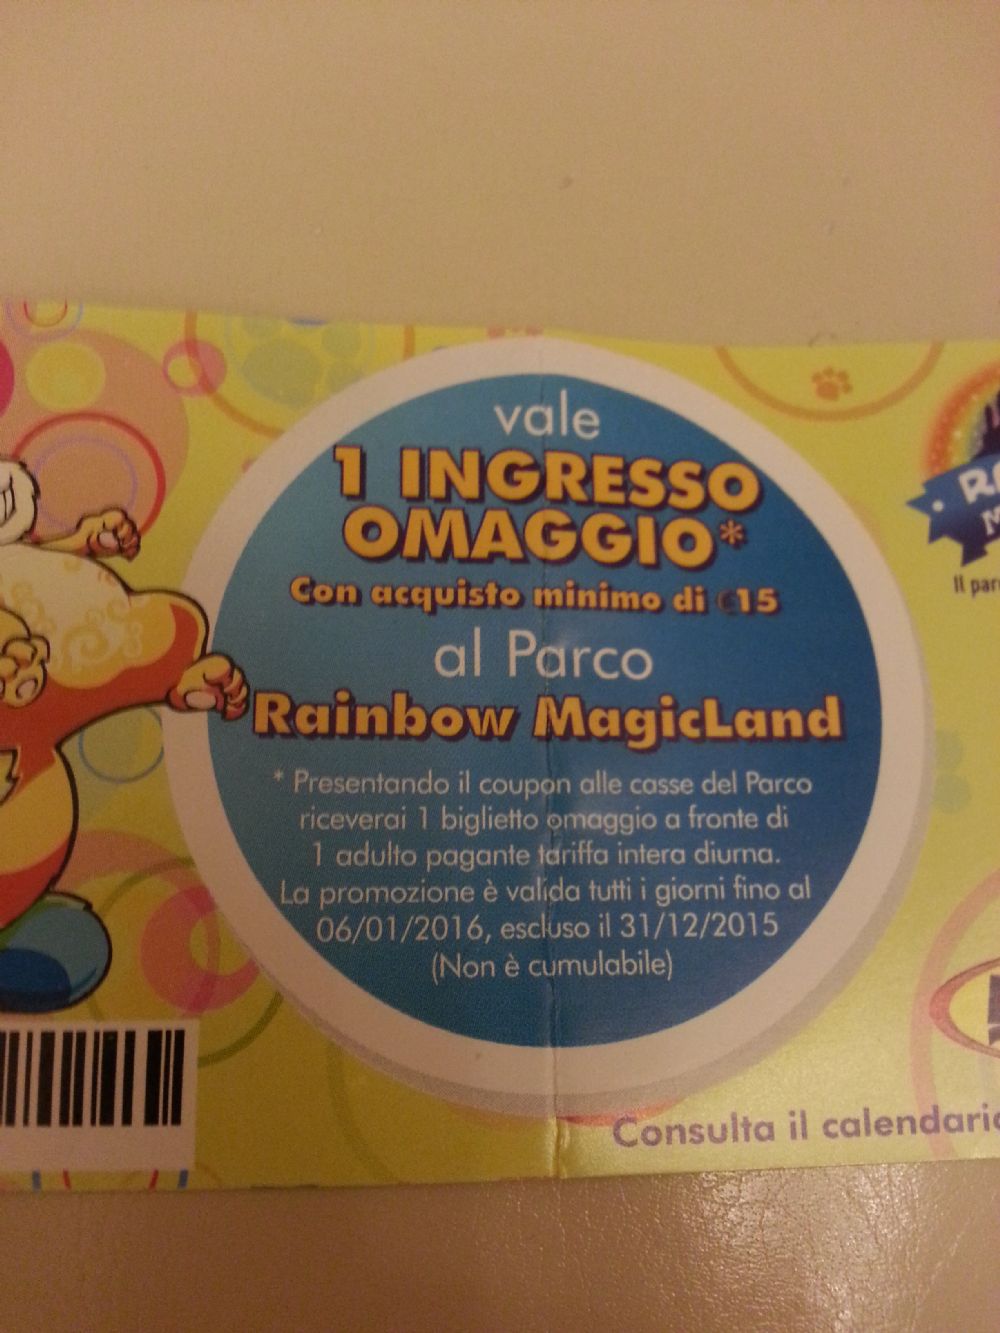 vale
1 INGRESSO
OMAGGIO*
Con acquisto minimo di €15
al Parco
Rainbow MagicLand
* Presentando il coupon alle casse del Parco
riceverai 1 biglietto omaggio a fronte di
1 adulto pagante tariffa intera diurna.
La promozione è valida tutti i giorni fino al
06/01/2016, escluso il 31/12/2015
(Non è cumulabile)
Il par
Consulta il calendario